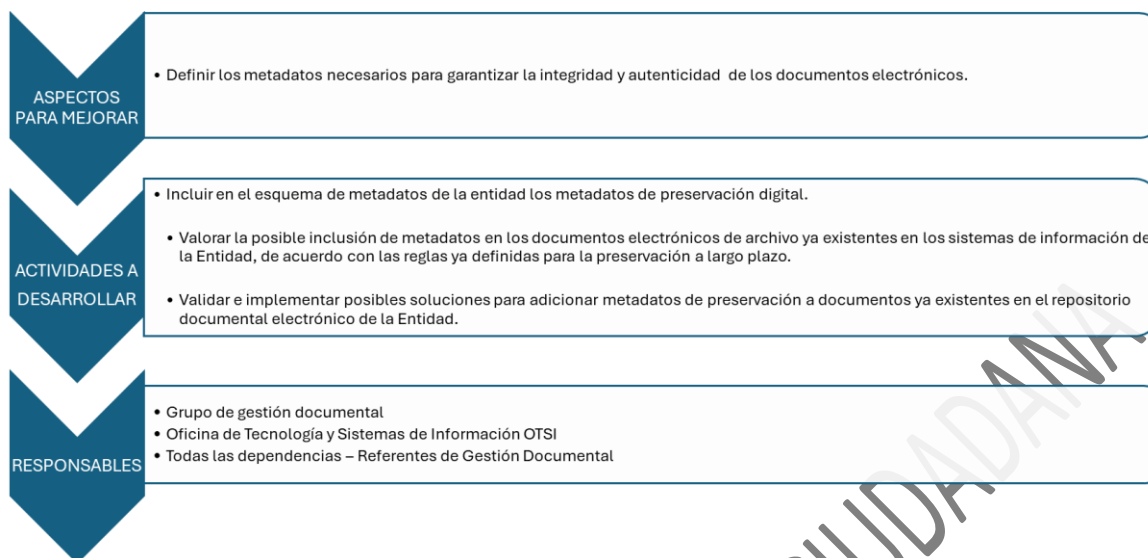 ASPECTOS
PARA MEJORAR
• Definir los metadatos necesarios para garantizar la integridad y autenticidad de los documentos electrónicos.
ACTIVIDADES A
DESARROLLAR
• Incluir en el esquema de metadatos de la entidad los metadatos de preservación digital.
• Valorar la posible inclusión de metadatos en los documentos electrónicos de archivo ya existentes en los sistemas de información de
la Entidad, de acuerdo con las reglas ya definidas para la preservación a largo plazo.
• Validar e implementar posibles soluciones para adicionar metadatos de preservación a documentos ya existentes en el repositorio
documental electrónico de la Entidad.
RESPONSABLES
• Grupo de gestión documental
• Oficina de Tecnología y Sistemas de Información OTSI
• Todas las dependencias – Referentes de Gestión Documental